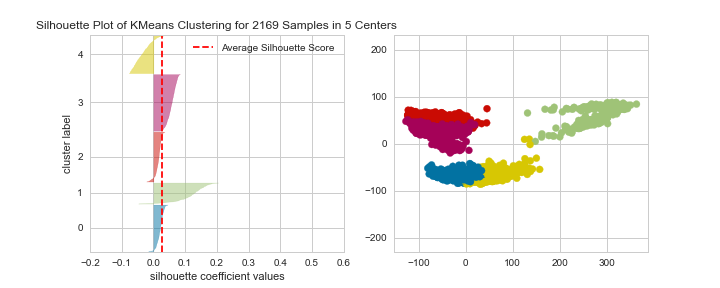 Silhouette Plot of KMeans Clustering for 2169 Samples in 5 Centers
Average Silhouette Score
cluster label
4
3
2
1
0
−0.2 −0.1 0.0 0.1 0.2 0.3 0.4 0.5 0.6
silhouette coefficient values
200
100
0
−100
−200
−100 0 100 200 300